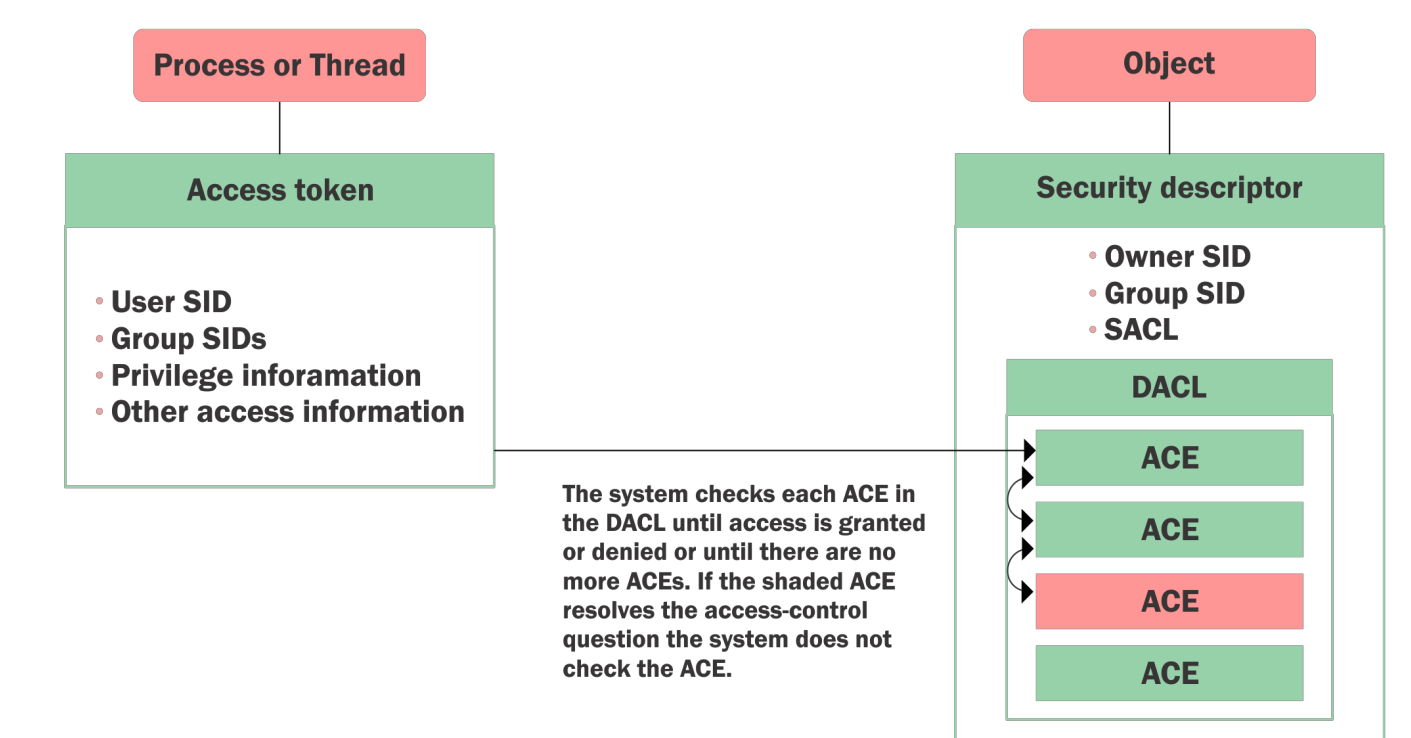 Process or Thread
Access token
• User SID
• Group SIDs
• Privilege inforamation
• Other access information
The system checks each ACE in
the DACL until access is granted
or denied or until there are no
more ACEs. If the shaded ACE
resolves the access-control
question the system does not
check the ACE.
Object
Security descriptor
• Owner SID
• Group SID
• SACL
DACL
ACE
ACE
ACE
ACE